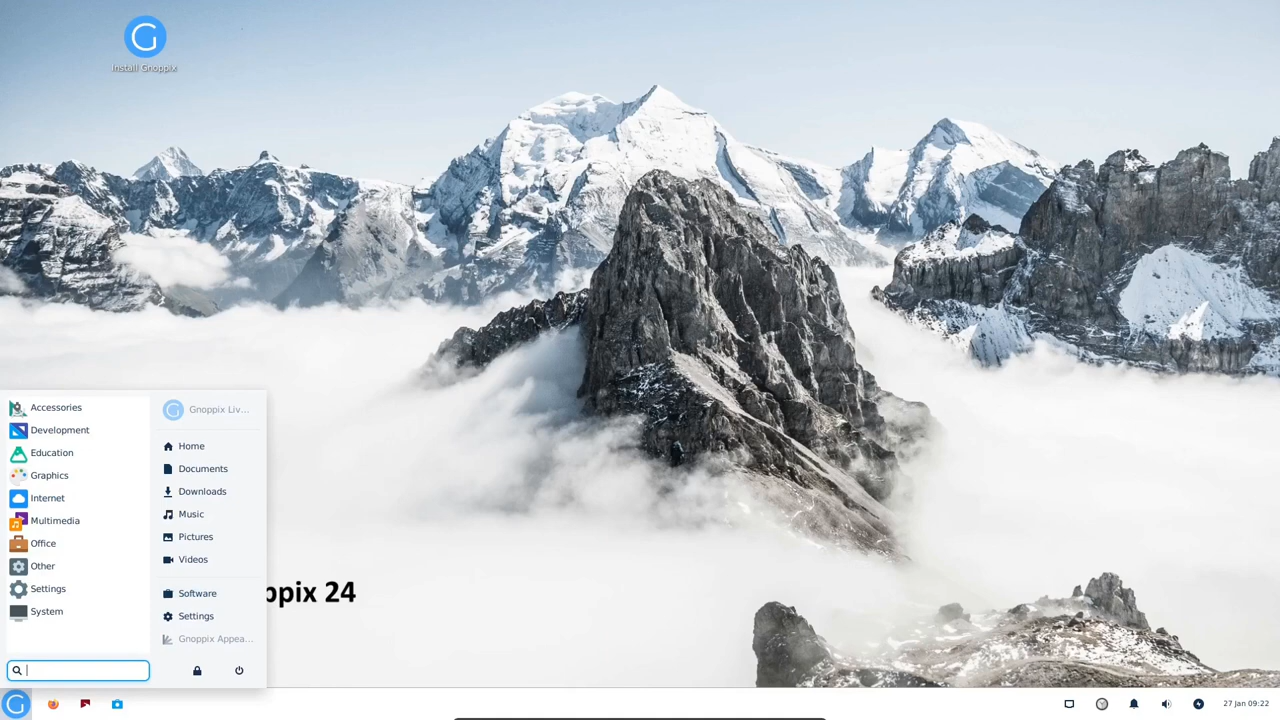 Install Gnoppix
Accessories
Development
Education
Graphics
Internet
Multimedia
Office
Other
Settings
System
Gnoppix Liv...
Home
Documents
Downloads
Music
Pictures
Videos
Software
Settings
Gnoppix Appea...
ppix 24
27 Jan 09:22